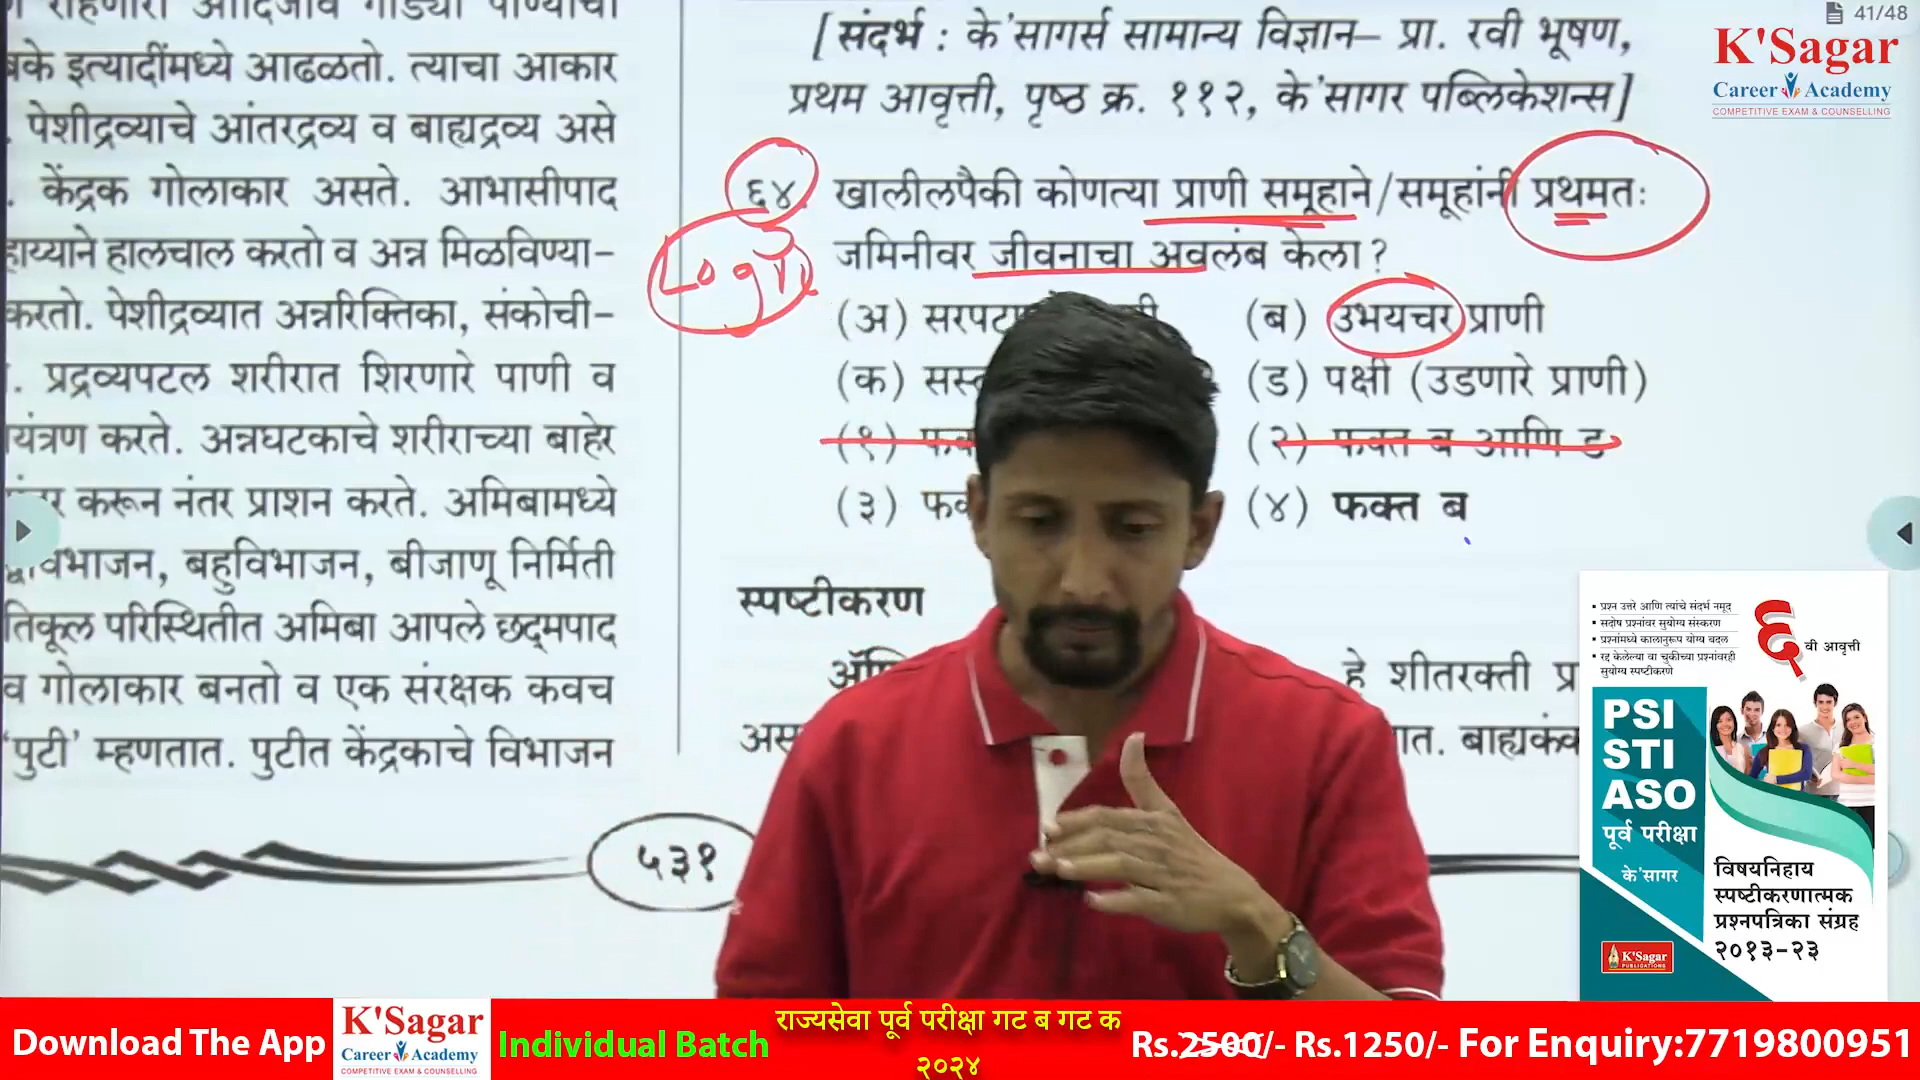 41/48
राहणारा आदिजीव गोड्या पाण्याचा
बके इत्यादींमध्ये आढळतो. त्याचा आकार
. पेशीद्रव्याचे आंतरद्रव्य व बाह्यद्रव्य असे
. केंद्रक गोलाकार असते. आभासीपाद
हाय्याने हालचाल करतो व अन्न मिळविण्या–
करतो. पेशीद्रव्यात अन्नरिक्तिका, संकोची–
. प्रद्रव्यपटल शरीरात शिरणारे पाणी व
यंत्रण करते. अन्नघटकाचे शरीराच्या बाहेर
करून नंतर प्राशन करते. अमिबामध्ये
विभाजन, बहुविभाजन, बीजाणू निर्मिती
तिकूल परिस्थितीत अमिबा आपले छद्मपाद
व गोलाकार बनतो व एक संरक्षक कवच
'पुटी' म्हणतात. पुटीत केंद्रकाचे विभाजन
५३१
[संदर्भ : के'सागर्स सामान्य विज्ञान– प्रा. रवी भूषण,
प्रथम आवृत्ती, पृष्ठ क्र. ११२, के'सागर पब्लिकेशन्स]
६४ खालीलपैकी कोणत्या प्राणी समूहाने/समूहांनी प्रथमतः
जमिनीवर जीवनाचा अवलंब केला?
(अ) सरपट (ब) उभयचर प्राणी
(क) (ड) पक्षी (उडणारे प्राणी)
(१) (२) फक्त ब आणि ड
(३) (४) फक्त ब
स्पष्टीकरण
हे शीतरक्ती
K'Sagar
Career Academy
COMPETITIVE EXAM & COUNSELLING
▪ प्रश्न उत्तरे आणि त्यांचे संदर्भ नमूद
▪ सदोष प्रश्नांवर सुयोग्य संस्करण
▪ प्रश्नांमध्ये कालानुरूप योग्य बदल
▪ रद्द केलेल्या वा चुकीच्या प्रश्नांवरही
सुयोग्य स्पष्टीकरणे
६ वी आवृत्ती
PSI
STI
ASO
पूर्व परीक्षा
के'सागर
विषयनिहाय
स्पष्टीकरणात्मक
प्रश्नपत्रिका संग्रह
२०१३-२३
K'Sagar
PUBLICATIONS
Download The App
K'Sagar
Career Academy
COMPETITIVE EXAM & COUNSELLING
Individual Batch
राज्यसेवा पूर्व परीक्षा गट ब गट क
२०२४
Rs.2500/- Rs.1250/- For Enquiry:7719800951